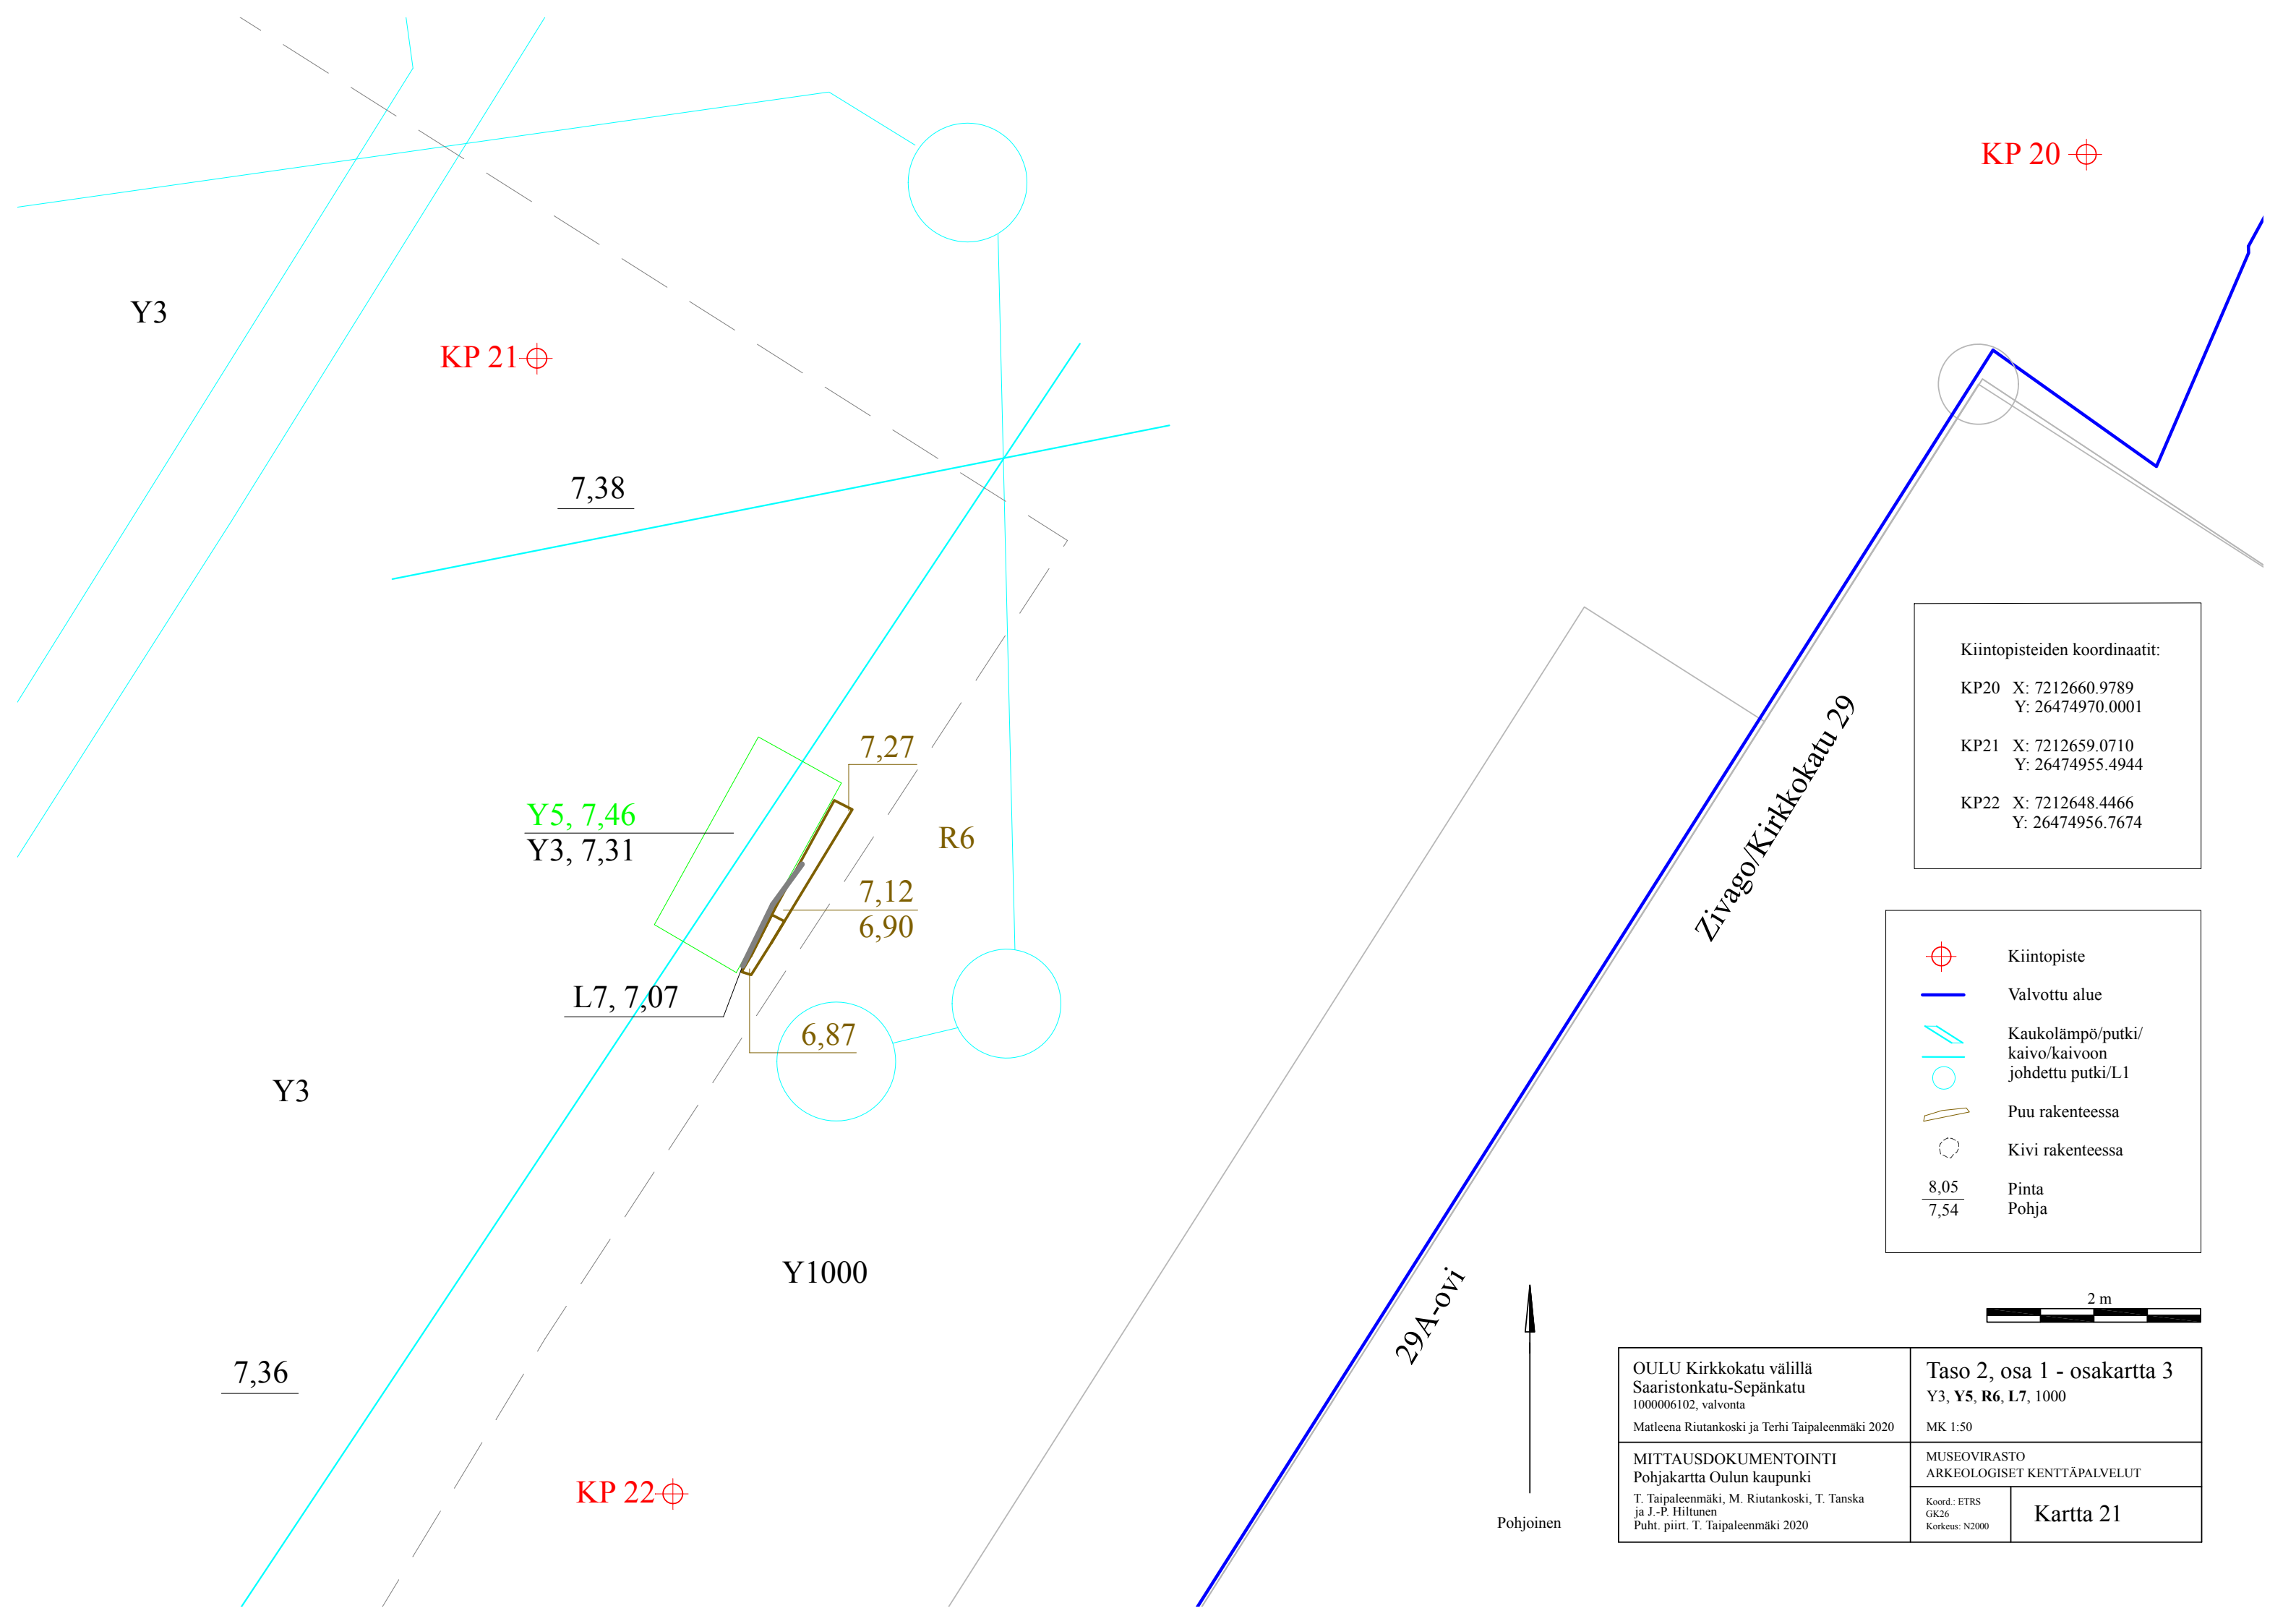 KP 20
Y3
KP 21
7,38
7,27
Y5, 7,46
Y3, 7,31
R6
7,12
6,90
L7, 7,07
6,87
Y3
Y1000
7,36
KP 22
Zivago/Kirkkokatu 29
29A-ovi
Pohjoinen
Kiintopisteiden koordinaatit:
KP20 X: 7212660.9789
Y: 26474970.0001
KP21 X: 7212659.0710
Y: 26474955.4944
KP22 X: 7212648.4466
Y: 26474956.7674
Kiintopiste
Valvottu alue
Kaukolämpö/putki/
kaivo/kaivoon
johdettu putki/L1
Puu rakenteessa
Kivi rakenteessa
8,05 Pinta
7,54 Pohja
2 m
OULU Kirkkokatu välillä
Saaristonkatu-Sepänkatu
1000006102, valvonta
Matleena Riutankoski ja Terhi Taipaleenmäki 2020
Taso 2, osa 1 - osakartta 3
Y3, Y5, R6, L7, 1000
MK 1:50
MITTAUSDOKUMENTOINTI
Pohjakartta Oulun kaupunki
T. Taipaleenmäki, M. Riutankoski, T. Tanska
ja J.-P. Hiltunen
Puht. piirt. T. Taipaleenmäki 2020
MUSEOVIRASTO
ARKEOLOGISET KENTTÄPALVELUT
Koord.: ETRS
GK26
Korkeus: N2000
Kartta 21